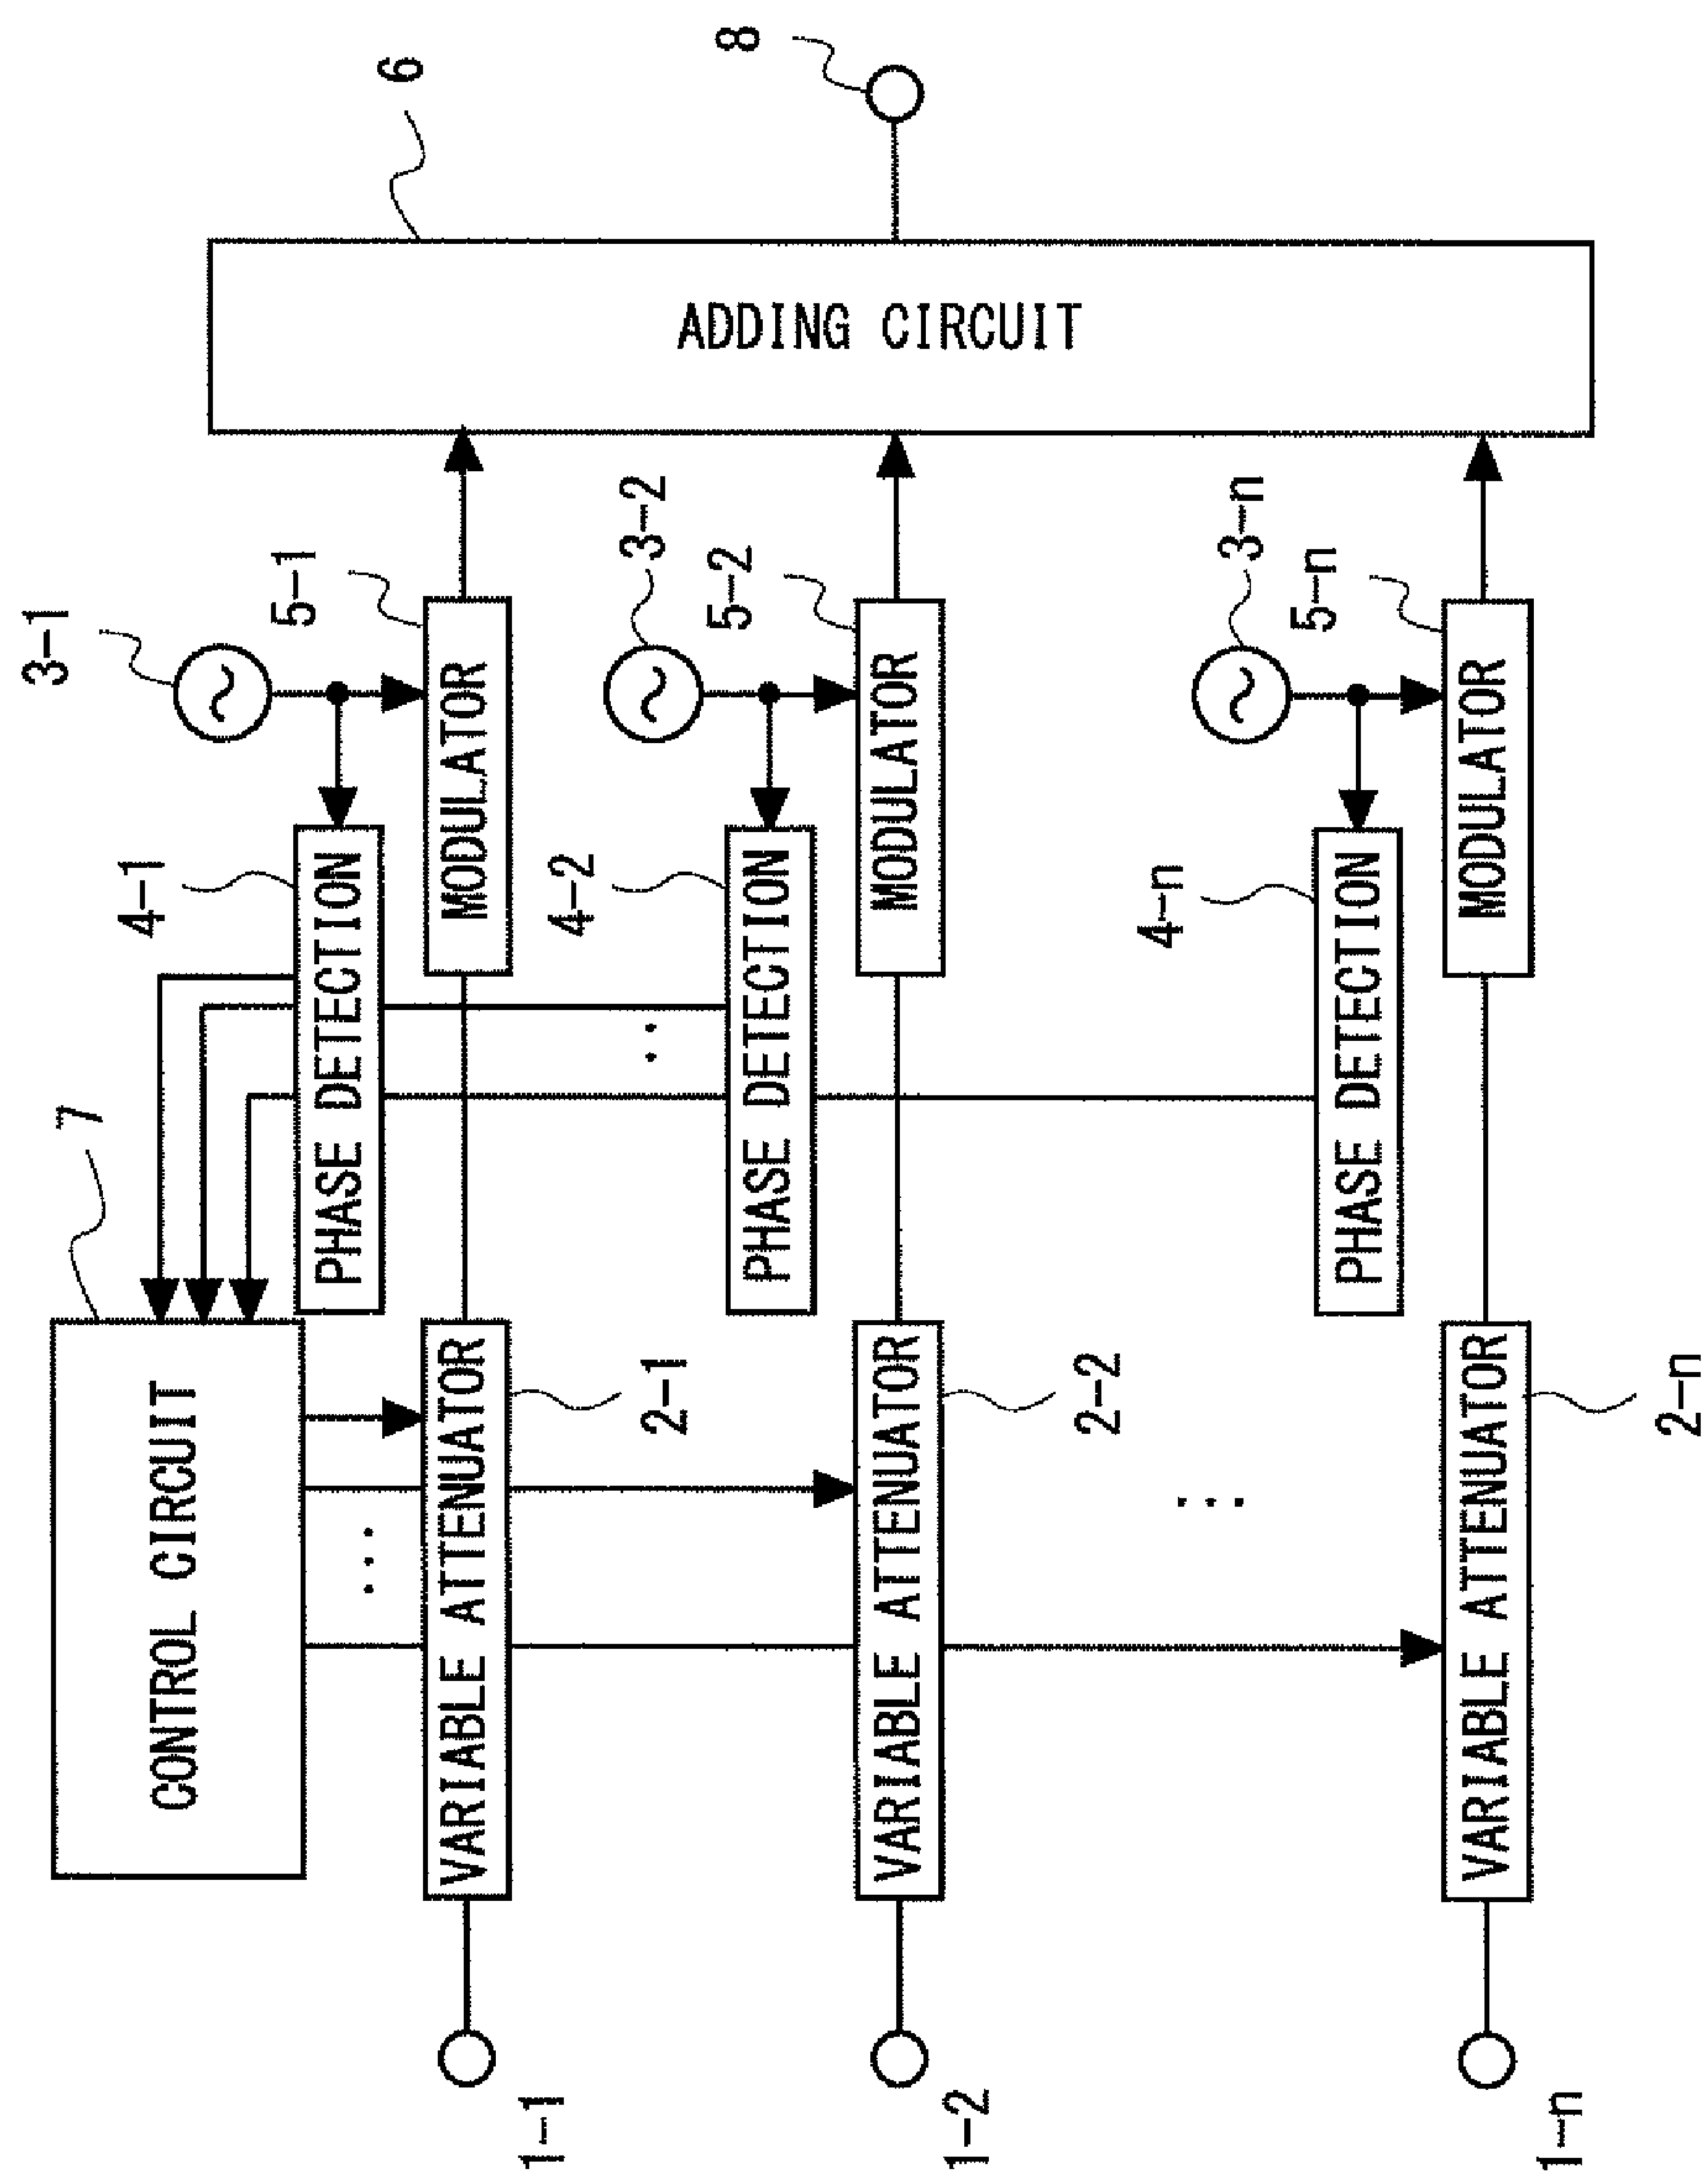 7
CONTROL CIRCUIT
3-1
4-1
5-1
6
PHASE DETECTION
1-1
VARIABLE ATTENUATOR
2-1
MODULATOR
ADDING CIRCUIT
8
3-2
4-2
5-2
PHASE DETECTION
1-2
VARIABLE ATTENUATOR
2-2
MODULATOR
3-n
4-n
5-n
PHASE DETECTION
1-n
VARIABLE ATTENUATOR
2-n
MODULATOR